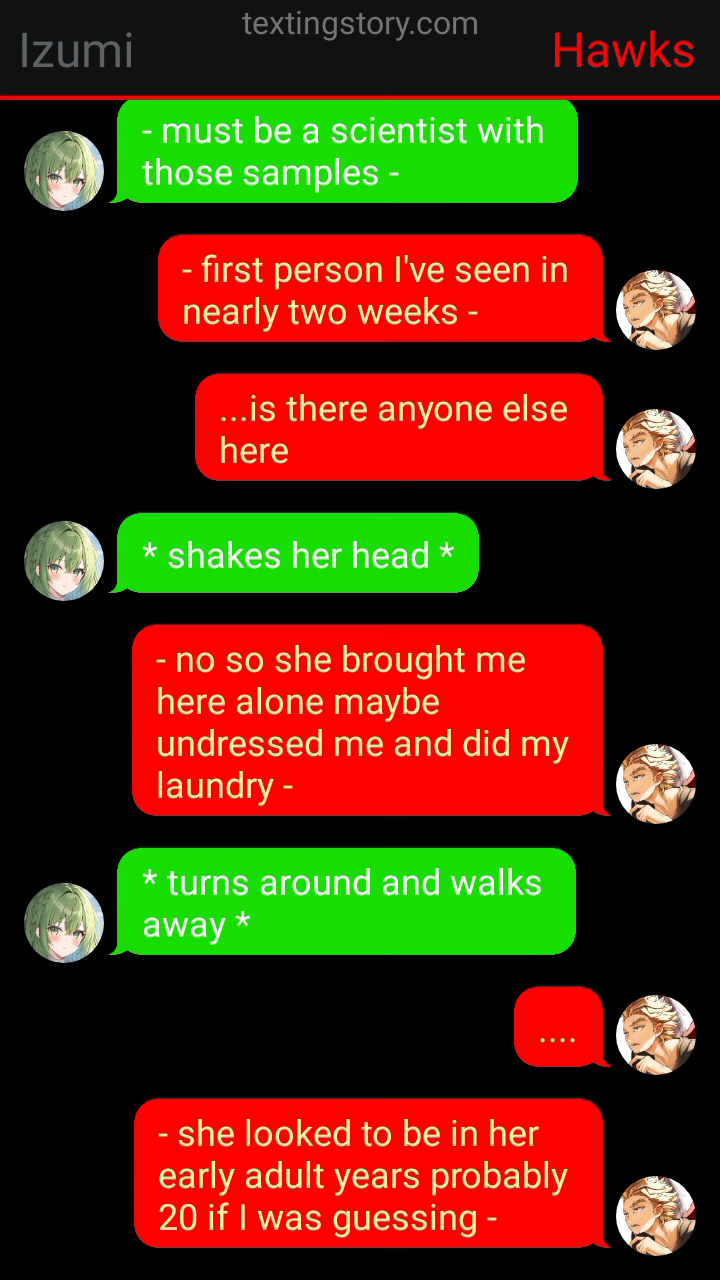 textingstory.com
Izumi
Hawks
- must be a scientist with
those samples -
- first person I've seen in
nearly two weeks -
...is there anyone else
here
* shakes her head *
- no so she brought me
here alone maybe
undressed me and did my
laundry -
* turns around and walks
away *
....
- she looked to be in her
early adult years probably
20 if I was guessing -